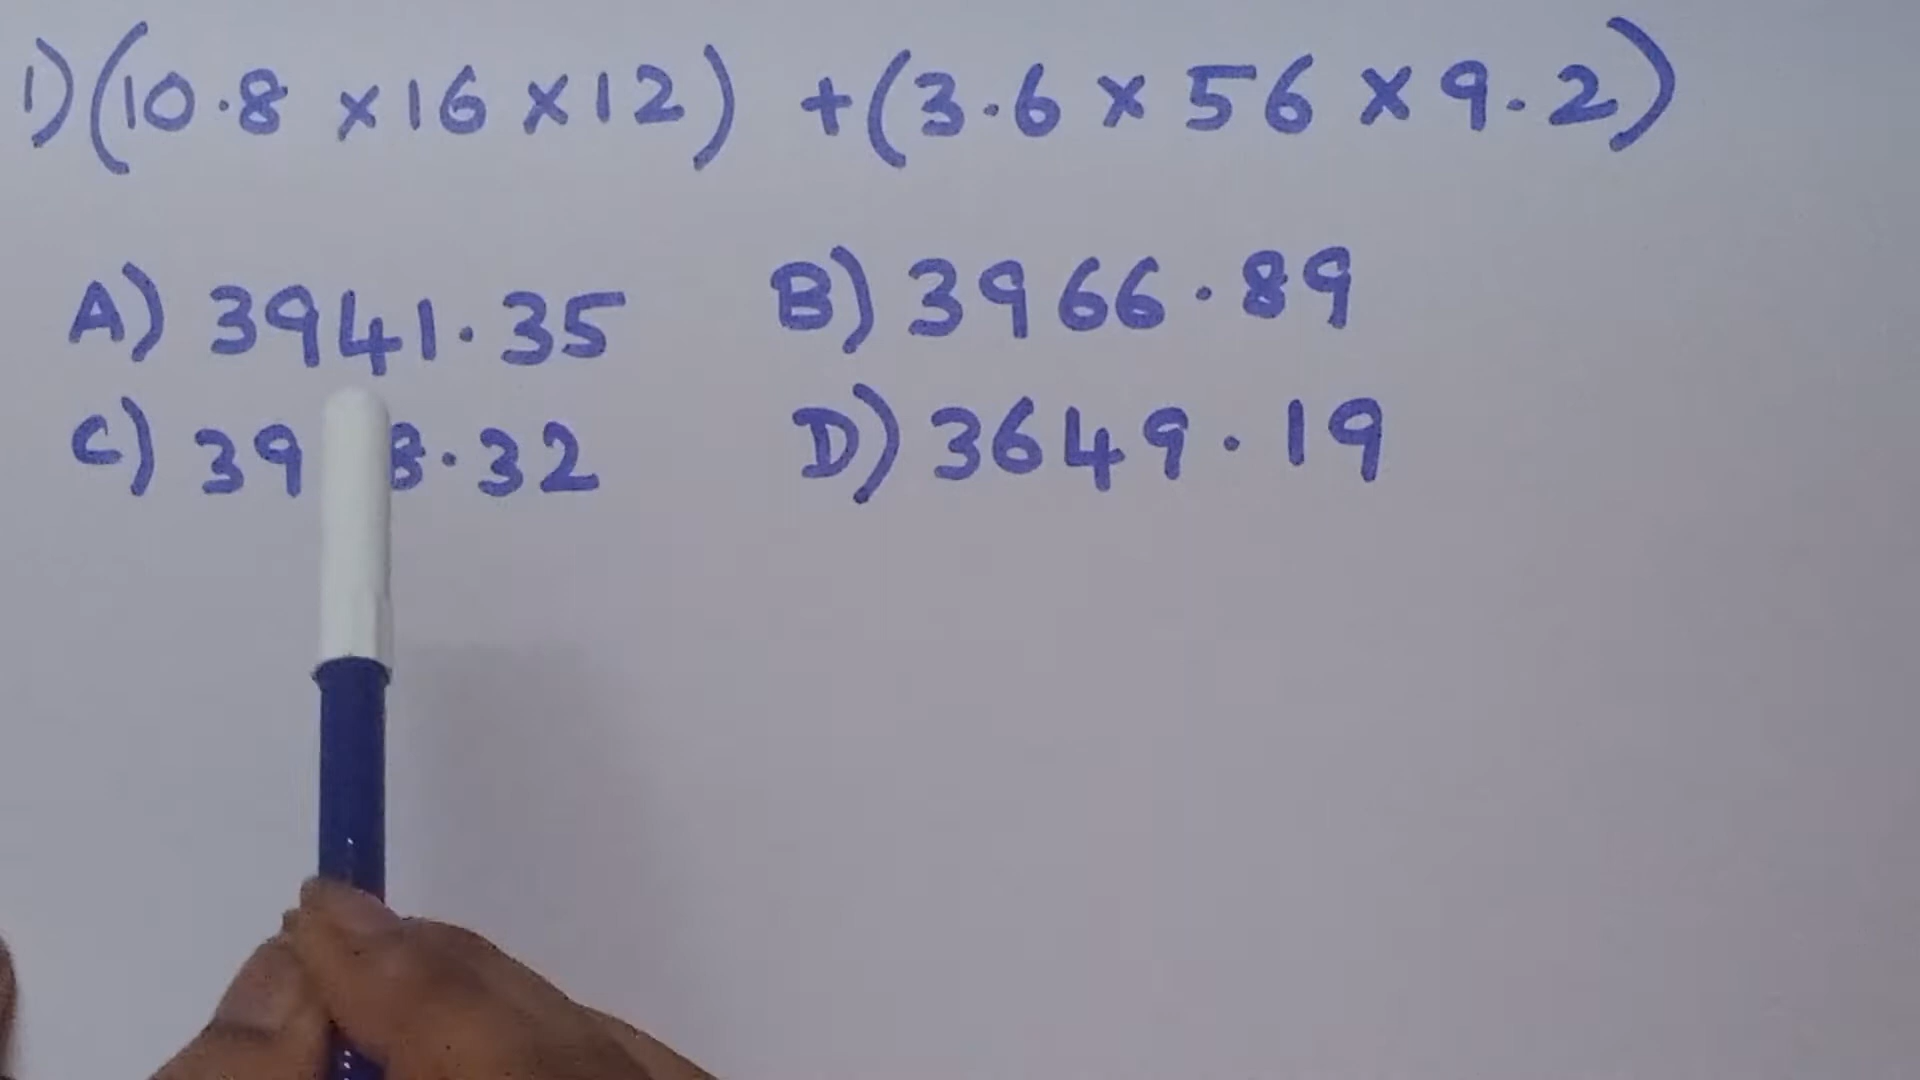 1) (10.8 × 16 × 12) + (3.6 × 56 × 9.2)
A) 3941.35 B) 3966.89
C) 39 8.32 D) 3649.19